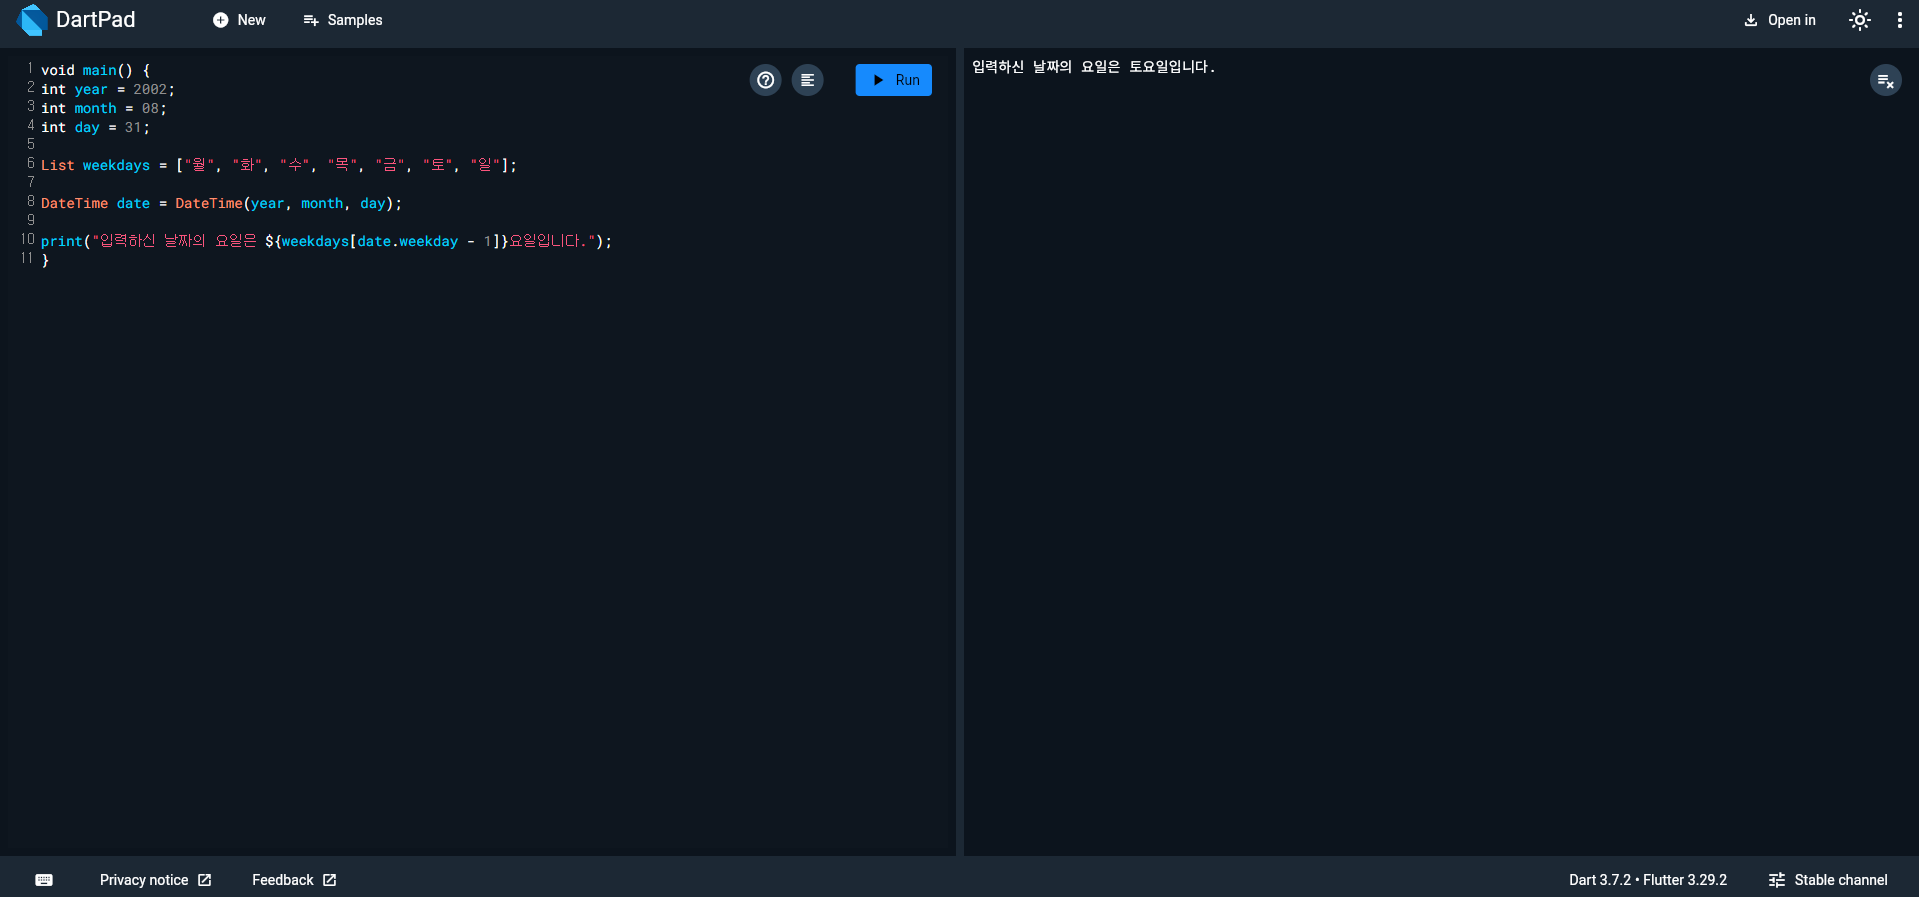 DartPad New Samples Open in
1 void main() {
2 int year = 2002;
3 int month = 08;
4 int day = 31;
5
6 List weekdays = ["월", "화", "수", "목", "금", "토", "일"];
7
8 DateTime date = DateTime(year, month, day);
9
10 print("입력하신 날짜의 요일은 ${weekdays[date.weekday - 1]}요일입니다.");
11 }
Run
입력하신 날짜의 요일은 토요일입니다.
Privacy notice Feedback Dart 3.7.2 • Flutter 3.29.2 Stable channel